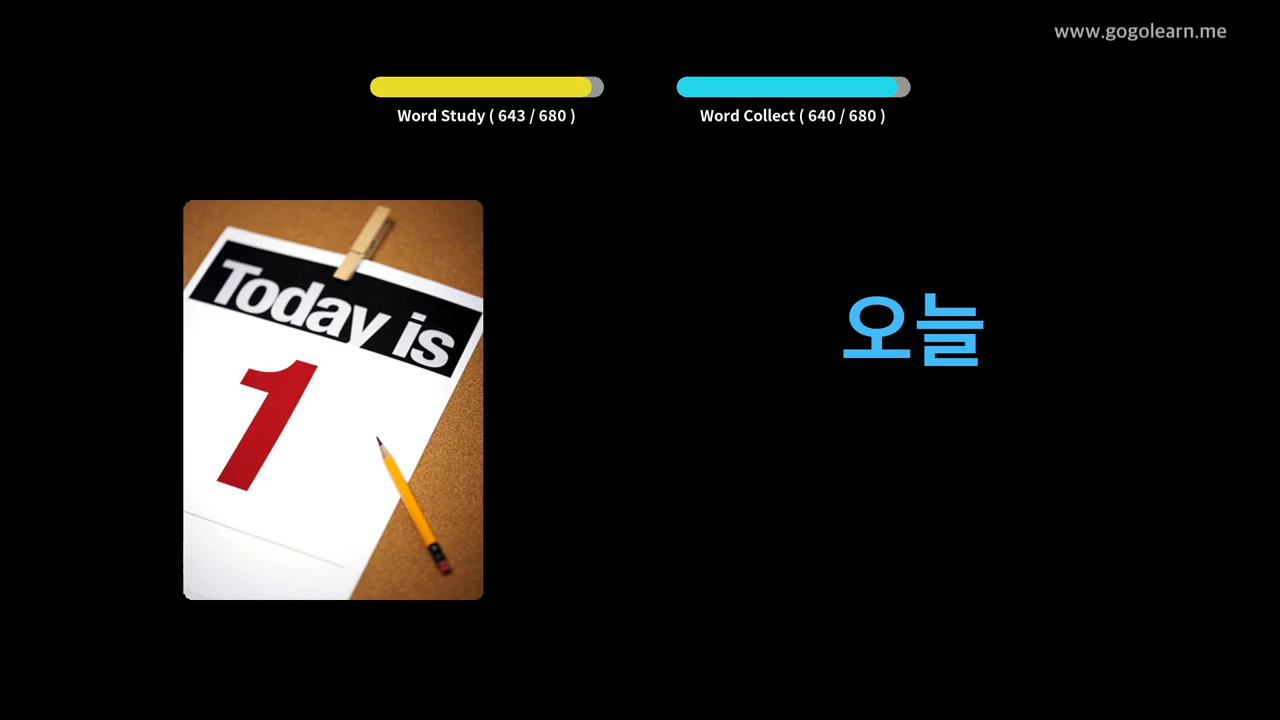 www.gogolearn.me
Word Study ( 643 / 680 )
Word Collect ( 640 / 680 )
Today is
1
오늘